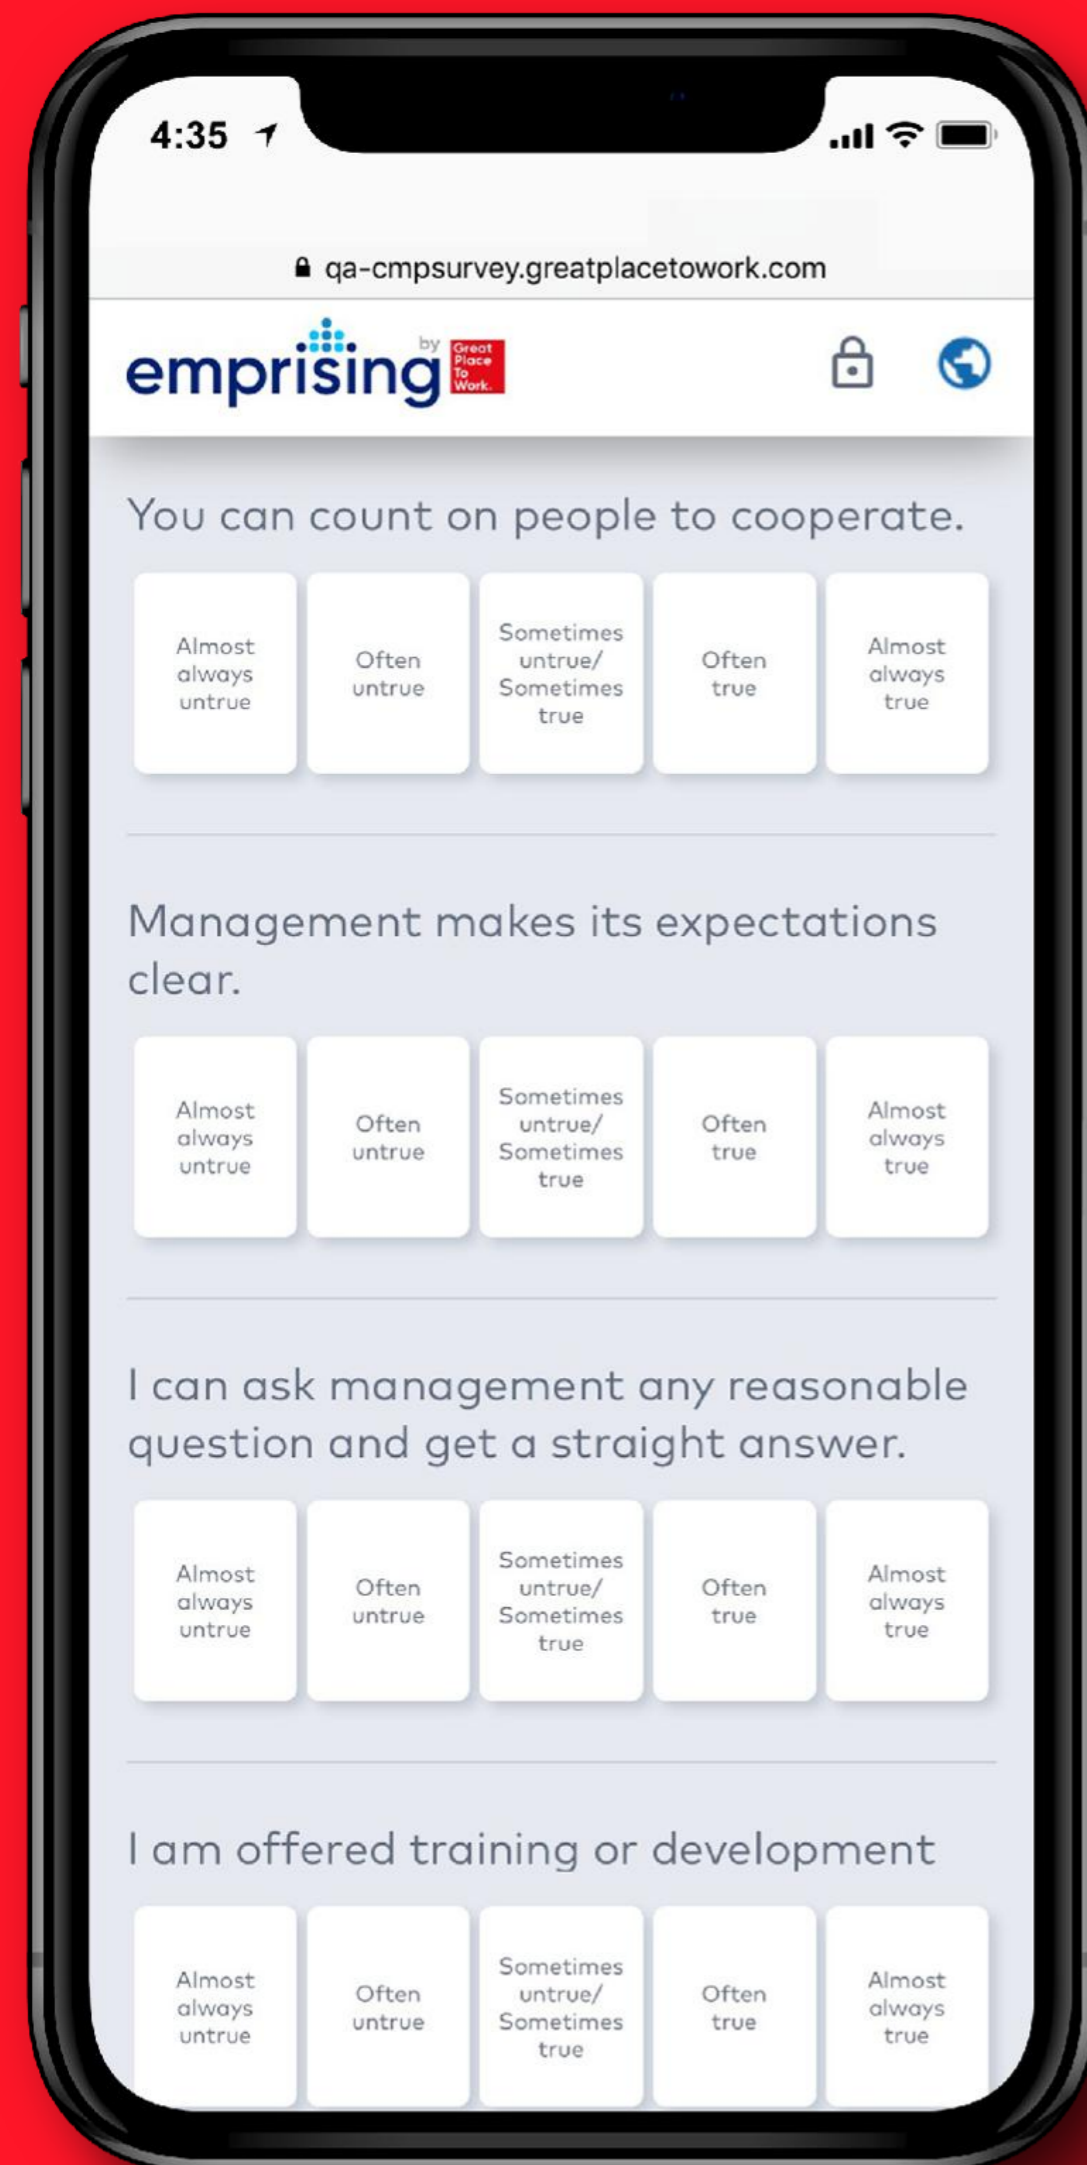 4:35
qa-cmpsurvey.greatplacetowork.com
emprising by Great
Place
To
Work.
You can count on people to cooperate.
Almost
always
untrue
Often
untrue
Sometimes
untrue/
Sometimes
true
Often
true
Almost
always
true
Management makes its expectations
clear.
Almost
always
untrue
Often
untrue
Sometimes
untrue/
Sometimes
true
Often
true
Almost
always
true
I can ask management any reasonable
question and get a straight answer.
Almost
always
untrue
Often
untrue
Sometimes
untrue/
Sometimes
true
Often
true
Almost
always
true
I am offered training or development
Almost
always
untrue
Often
untrue
Sometimes
untrue/
Sometimes
true
Often
true
Almost
always
true